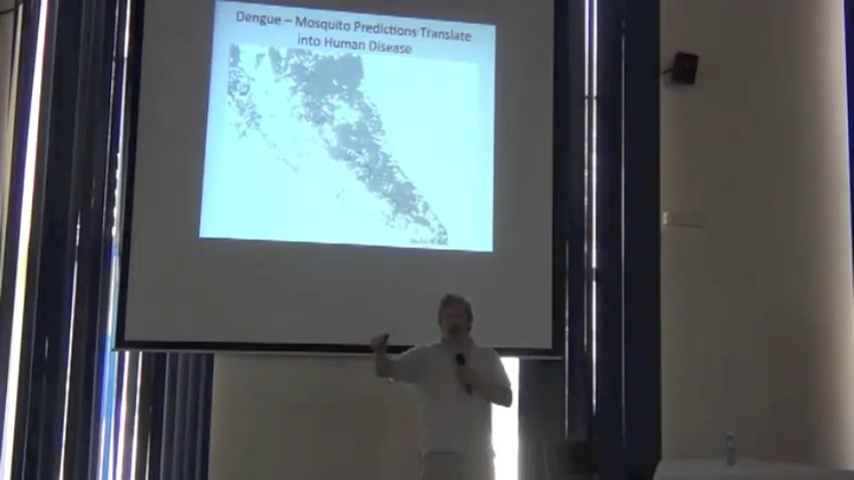 Dengue – Mosquito Predictions Translate
into Human Disease